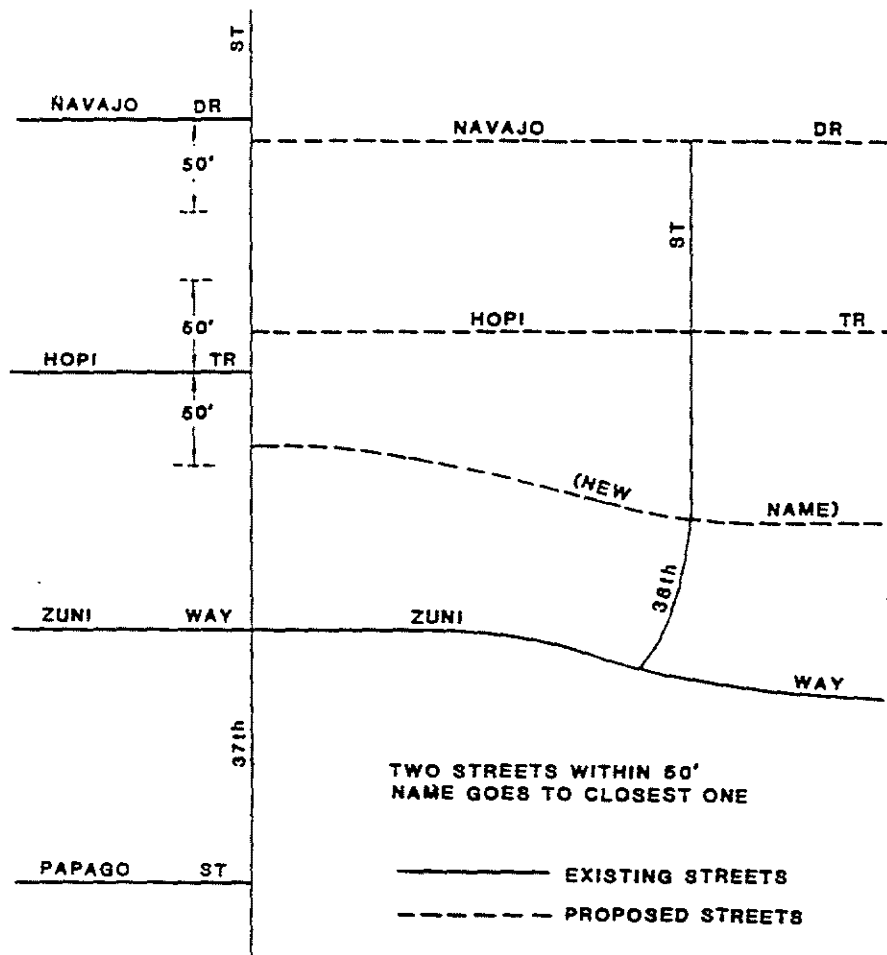 ST
NAVAJO DR
NAVAJO DR
50'
ST
50'
HOPI TR
HOPI TR
50'
(NEW NAME)
38th
ZUNI WAY
ZUNI WAY
37th
TWO STREETS WITHIN 50'
NAME GOES TO CLOSEST ONE
PAPAGO ST
EXISTING STREETS
PROPOSED STREETS